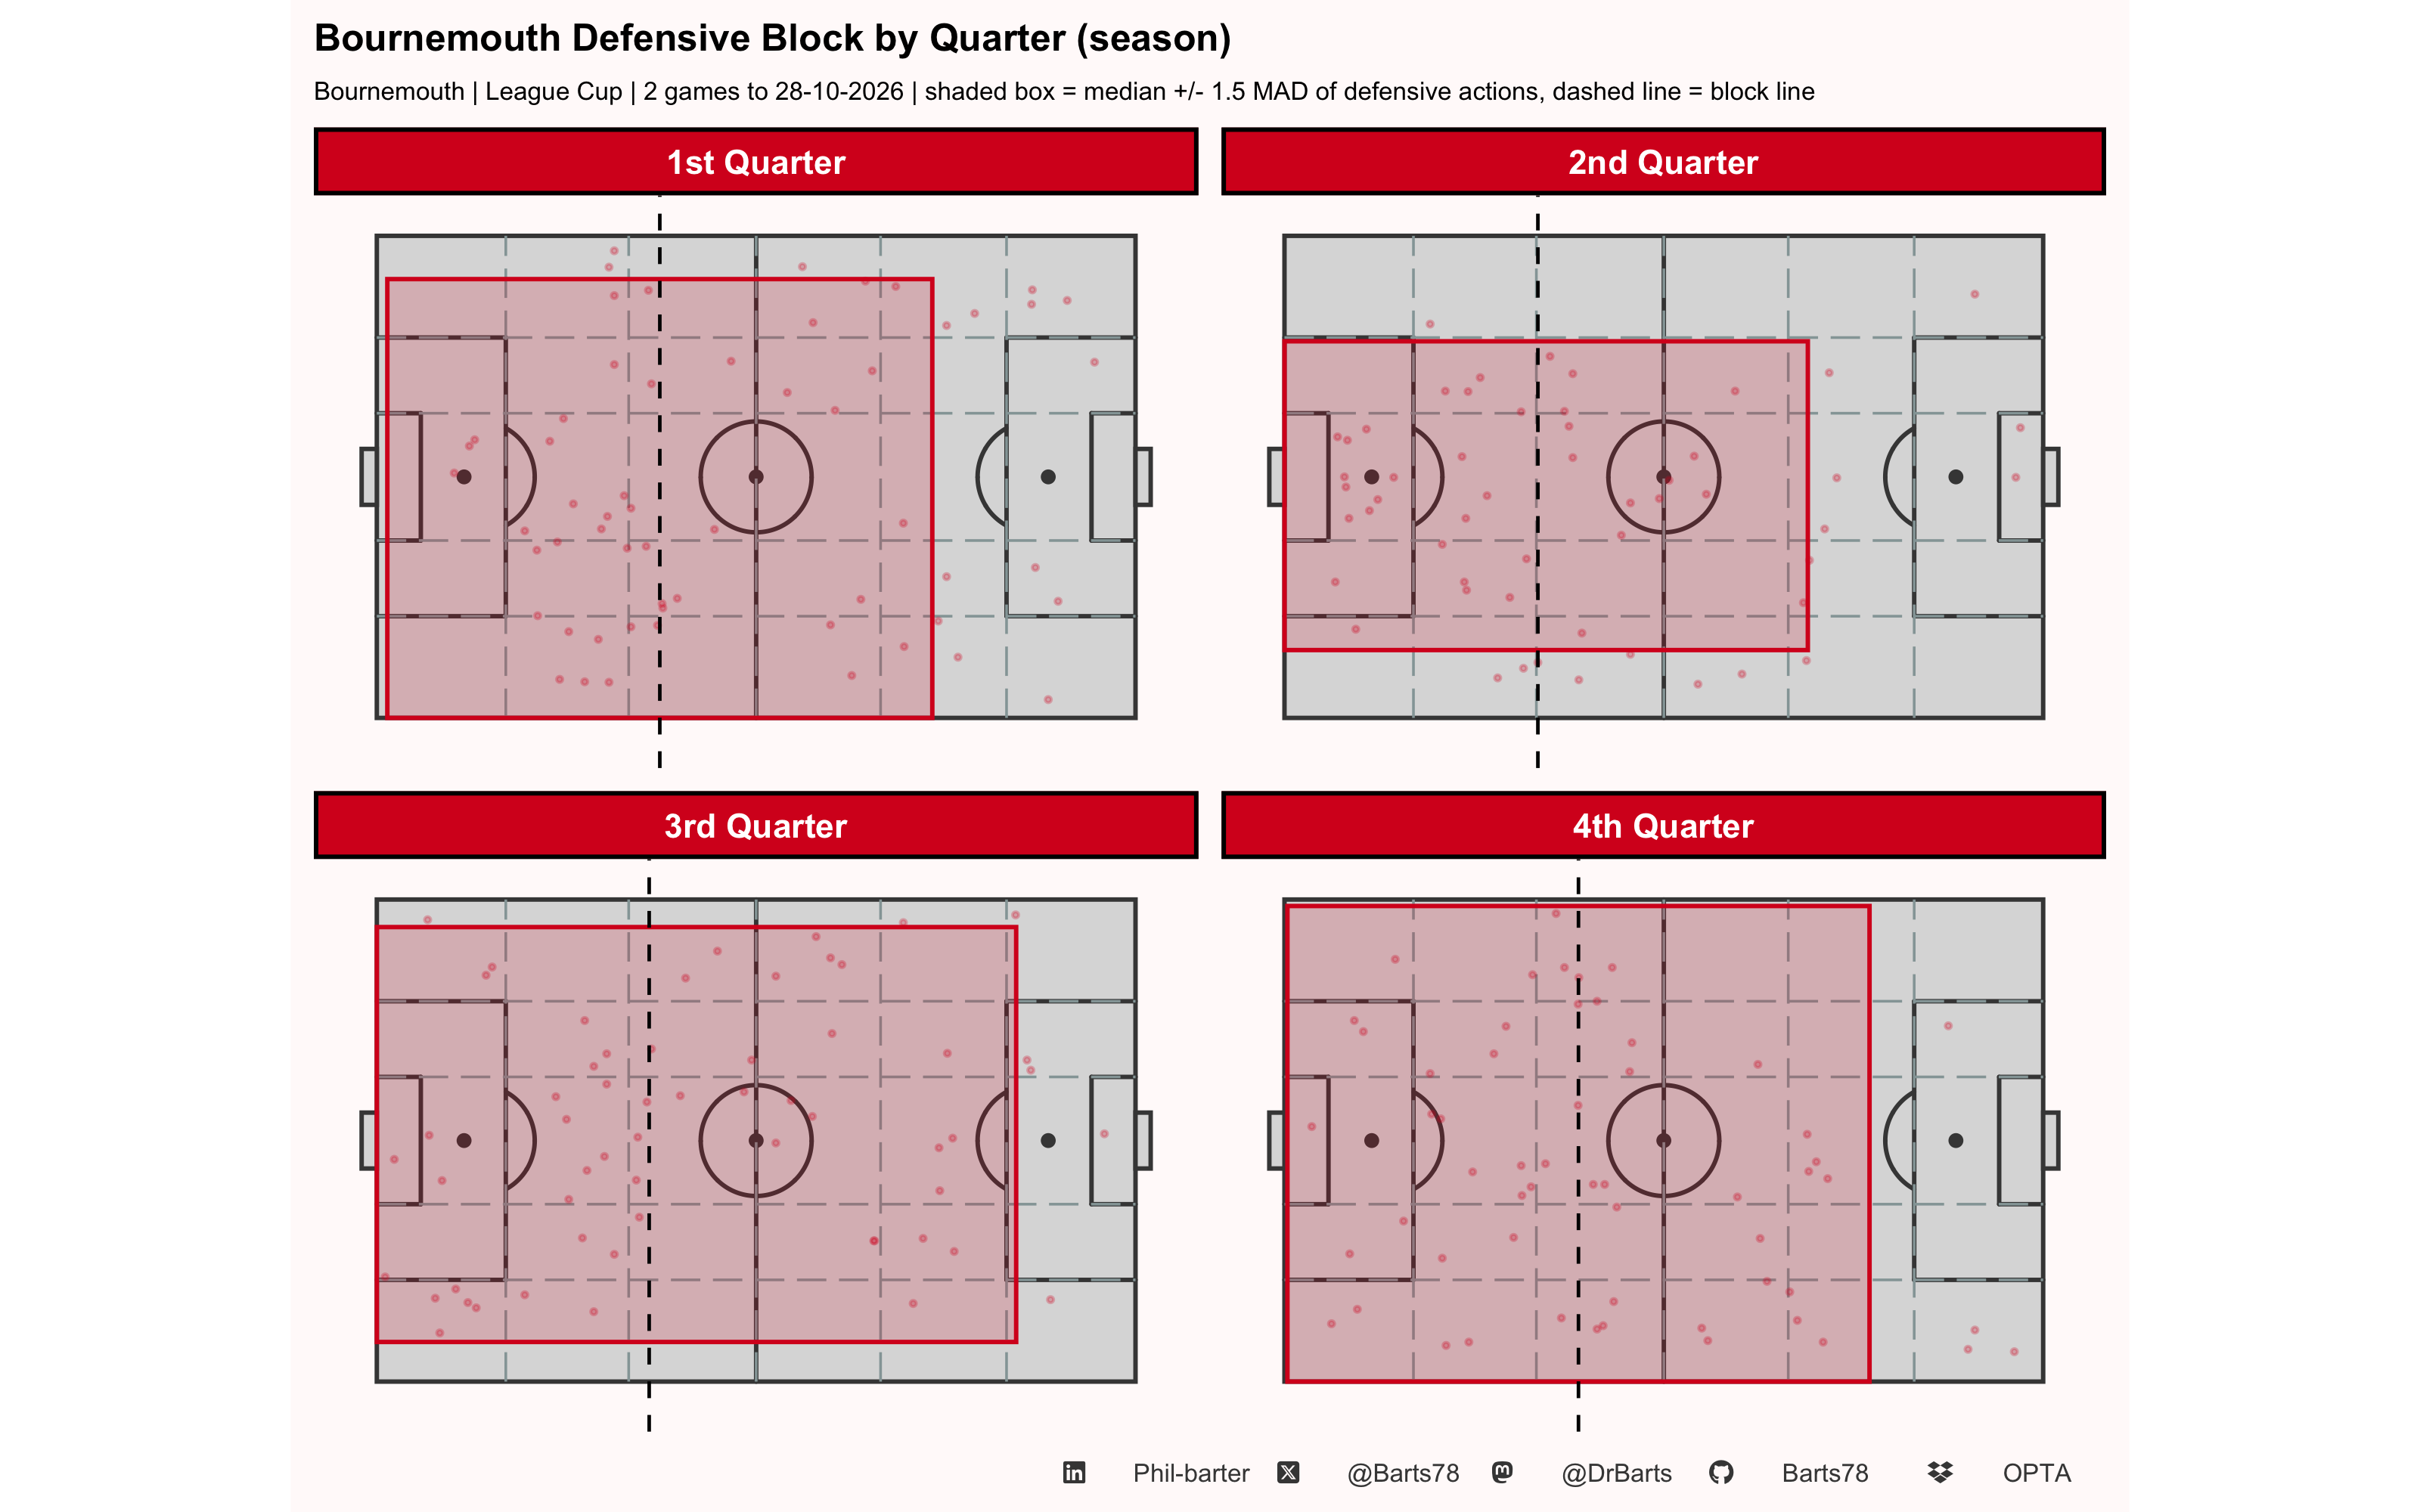 Bournemouth Defensive Block by Quarter (season)
Bournemouth | League Cup | 2 games to 28-10-2026 | shaded box = median +/- 1.5 MAD of defensive actions, dashed line = block line
1st Quarter
2nd Quarter
3rd Quarter
4th Quarter
Phil-barter @Barts78 @DrBarts Barts78 OPTA